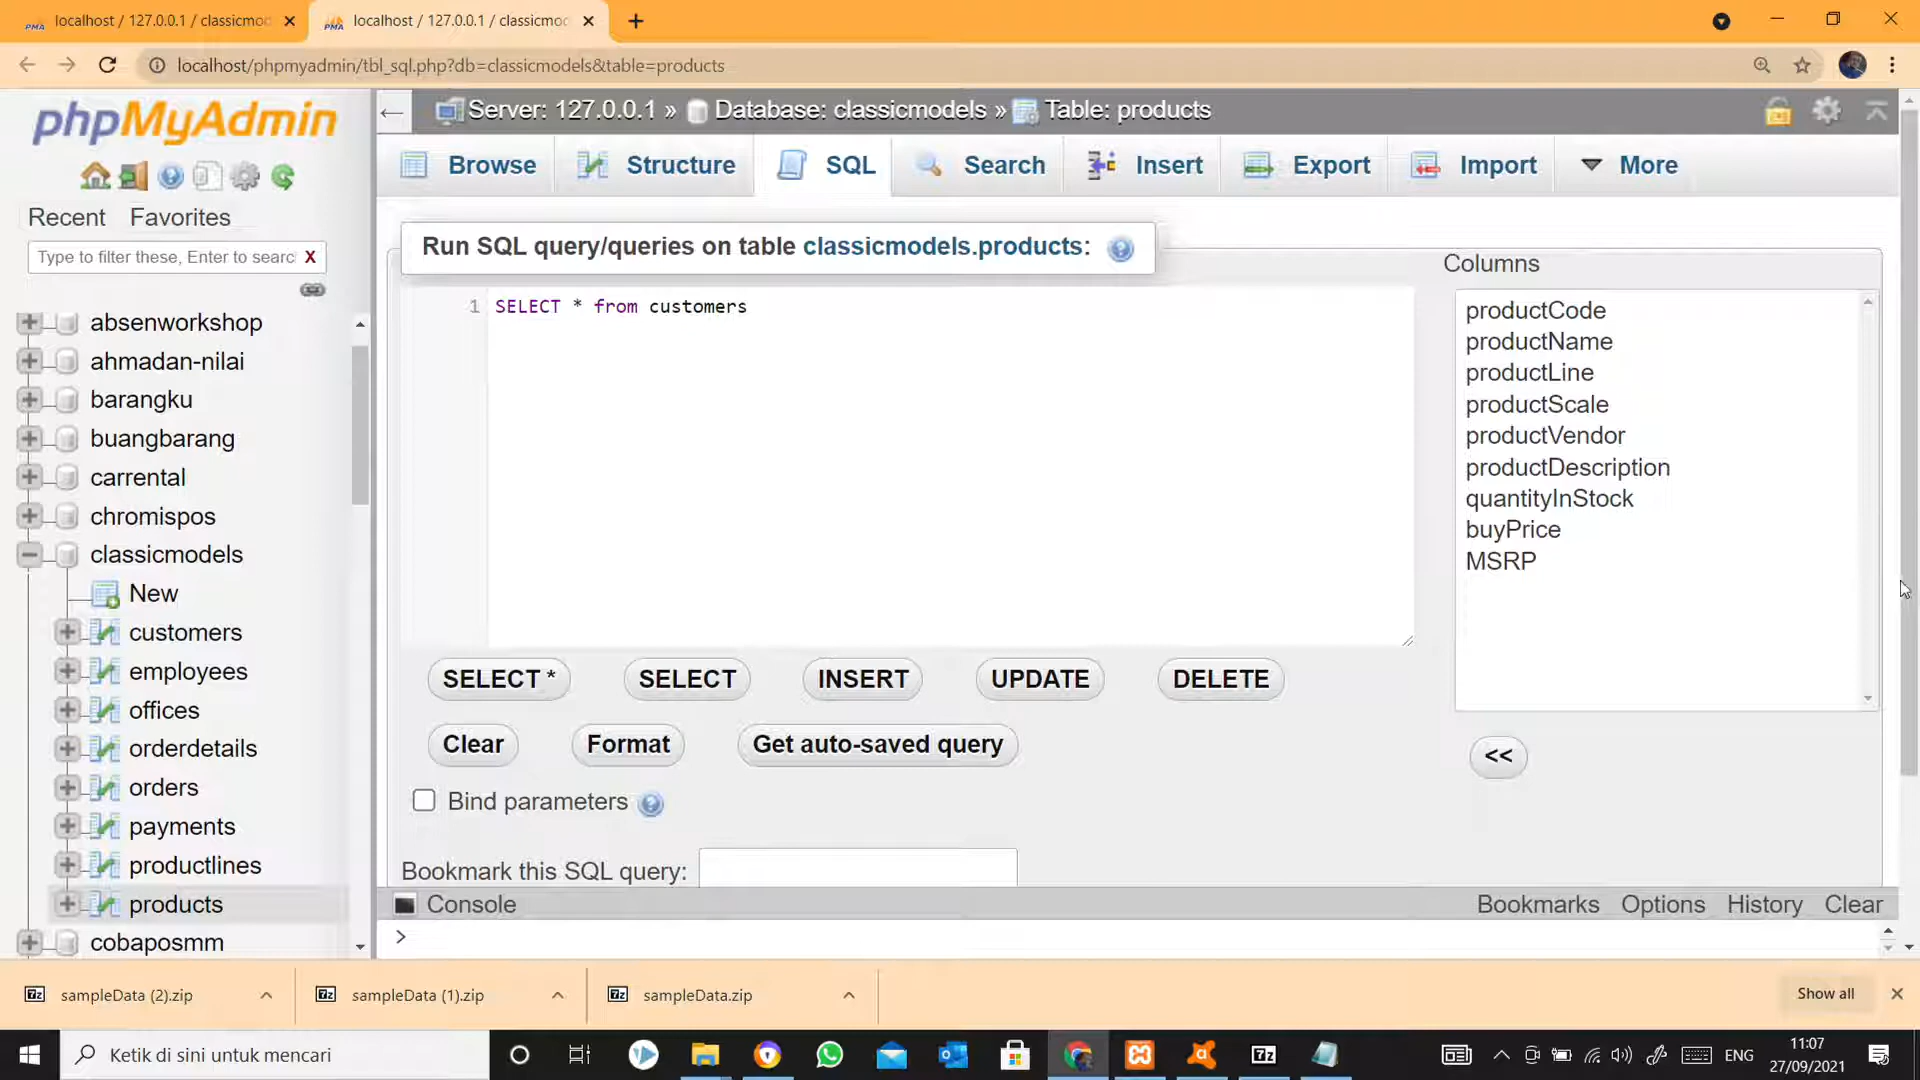 localhost / 127.0.0.1 / classicmo
localhost / 127.0.0.1 / classicmo
localhost/phpmyadmin/tbl_sql.php?db=classicmodels&table=products
phpMyAdmin
Recent Favorites
Type to filter these, Enter to searc X
absenworkshop
ahmadan-nilai
barangku
buangbarang
carrental
chromispos
classicmodels
New
customers
employees
offices
orderdetails
orders
payments
productlines
products
cobaposmm
Server: 127.0.0.1 » Database: classicmodels » Table: products
Browse Structure SQL Search Insert Export Import More
Run SQL query/queries on table classicmodels.products:
1 SELECT * from customers
Columns
productCode
productName
productLine
productScale
productVendor
productDescription
quantityInStock
buyPrice
MSRP
<<
SELECT * SELECT INSERT UPDATE DELETE
Clear Format Get auto-saved query
Bind parameters
Bookmark this SQL query:
Console Bookmarks Options History Clear
>
sampleData (2).zip sampleData (1).zip sampleData.zip Show all
Ketik di sini untuk mencari
ENG
11:07
27/09/2021